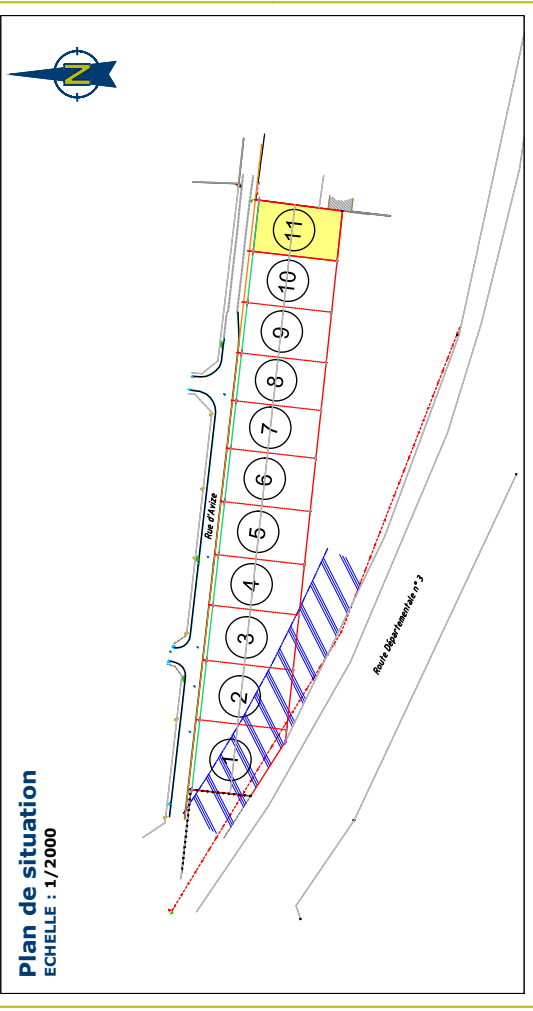 Plan de situation
ECHELLE : 1/2000
N
Rue d'Avize
1
2
3
4
5
6
7
8
9
10
11
Route Départementale n° 3